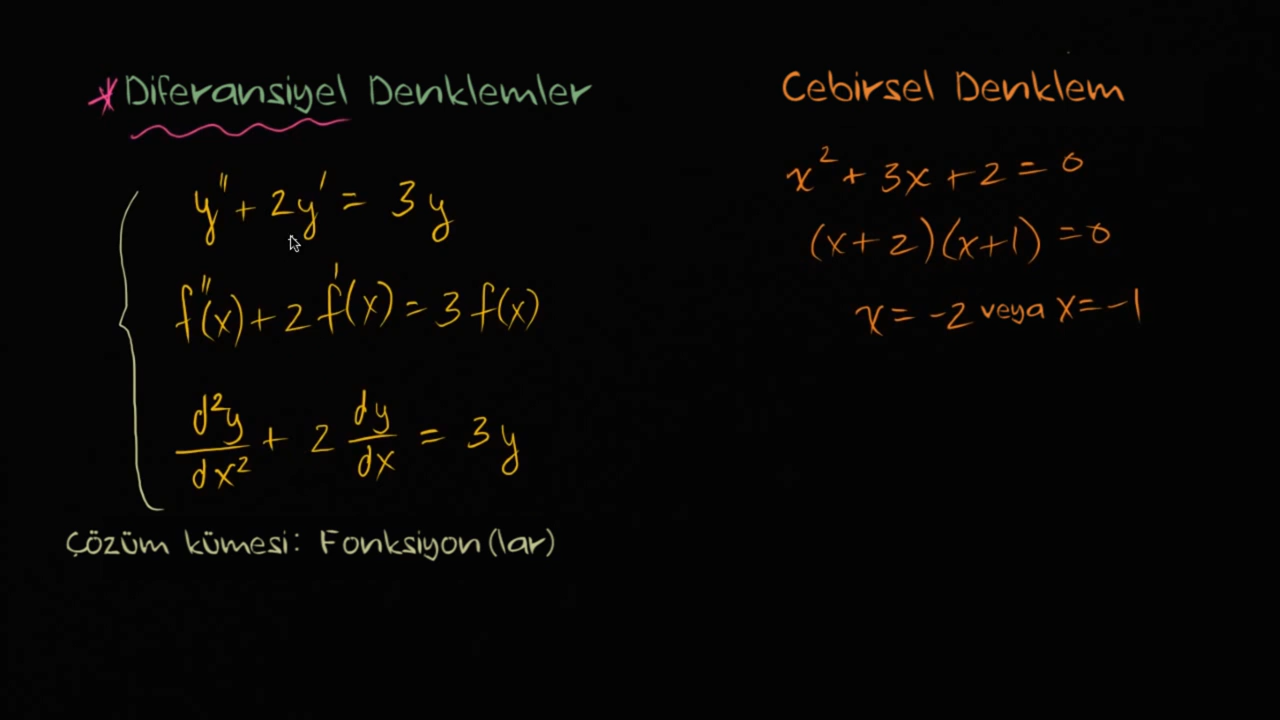 *Diferansiyel Denklemler
y'' + 2y' = 3y
f''(x) + 2f'(x) = 3f(x)
d²y/dx² + 2 dy/dx = 3y
Çözüm kümesi: Fonksiyon(lar)
Cebirsel Denklem
x² + 3x + 2 = 0
(x+2)(x+1) = 0
x = -2 veya x = -1